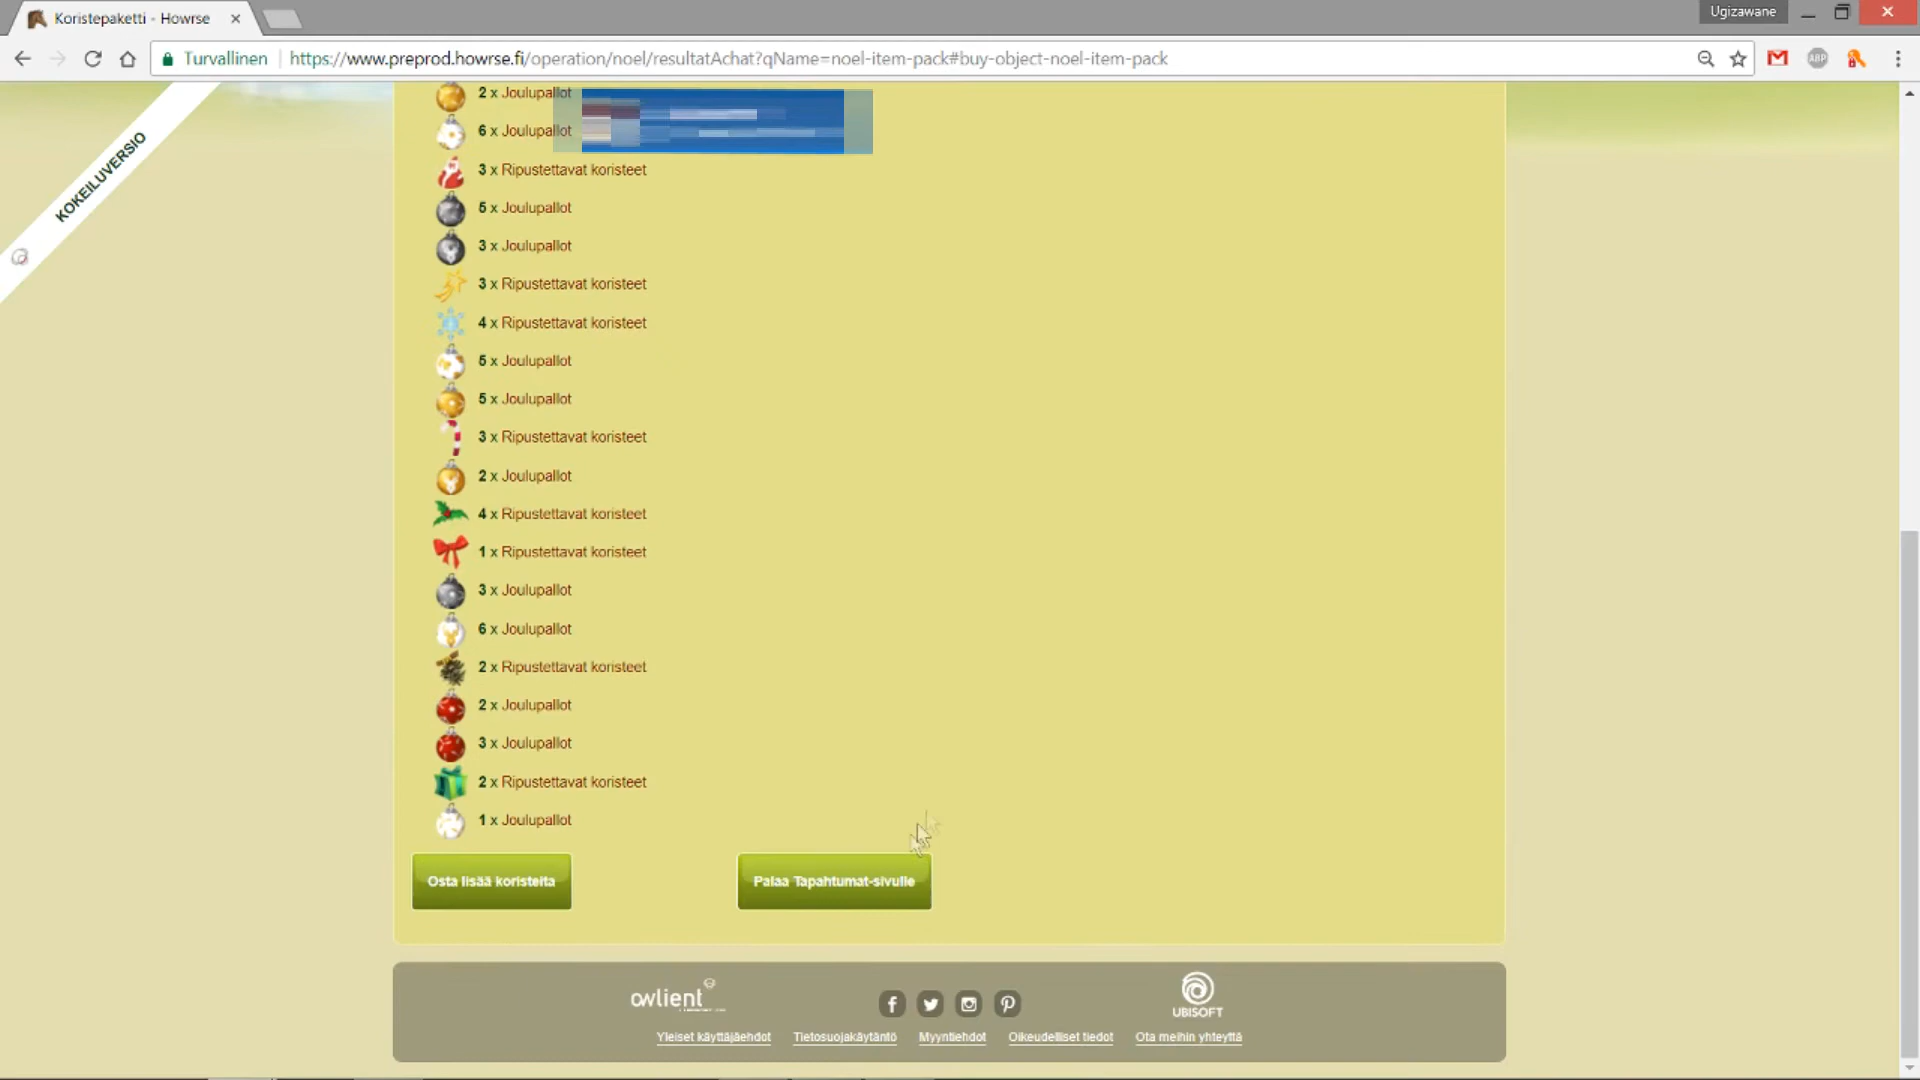 Koristepaketti - Howrse
Ugizawane
Turvallinen
https://www.preprod.howrse.fi/operation/noel/resultatAchat?qName=noel-item-pack#buy-object-noel-item-pack
ABP
KOKEILUVERSIO
2 x Joulupallot
6 x Joulupallot
3 x Ripustettavat koristeet
5 x Joulupallot
3 x Joulupallot
3 x Ripustettavat koristeet
4 x Ripustettavat koristeet
5 x Joulupallot
5 x Joulupallot
3 x Ripustettavat koristeet
2 x Joulupallot
4 x Ripustettavat koristeet
1 x Ripustettavat koristeet
3 x Joulupallot
6 x Joulupallot
2 x Ripustettavat koristeet
2 x Joulupallot
3 x Joulupallot
2 x Ripustettavat koristeet
1 x Joulupallot
Osta lisää koristeita
Palaa Tapahtumat-sivulle
owlient
UBISOFT
Yleiset käyttäjäehdot
Tietosuojakäytäntö
Myyntiehdot
Oikeudelliset tiedot
Ota meihin yhteyttä